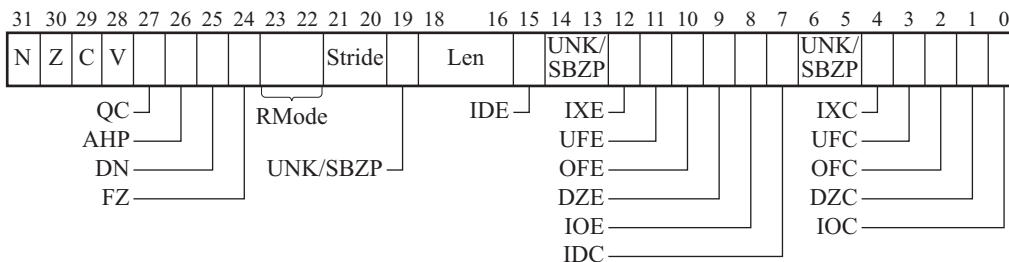 31 30 29 28 27 26 25 24 23 22 21 20 19 18 16 15 14 13 12 11 10 9 8 7 6 5 4 3 2 1 0
N Z C V Stride Len UNK/ SBZP UNK/ SBZP
QC RMode IDE IXE IXC
AHP UFE UFC
DN UNK/SBZP OFE OFC
FZ DZE DZC
IOE IOC
IDC